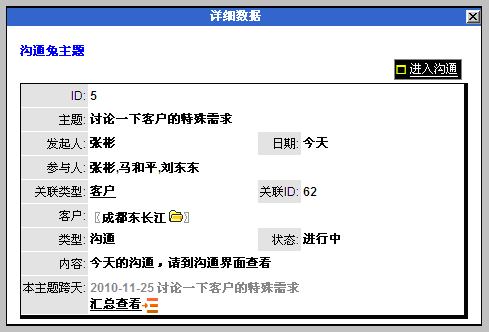 详细数据
沟通兔主题
进入沟通
ID: 5
主题: 讨论一下客户的特殊需求
发起人: 张彬 日期: 今天
参与人: 张彬,马和平,刘东东
关联类型: 客户 关联ID: 62
客户: 〖成都东长江〗
类型: 沟通 状态: 进行中
内容: 今天的沟通，请到沟通界面查看
本主题跨天: 2010-11-25 讨论一下客户的特殊需求
汇总查看